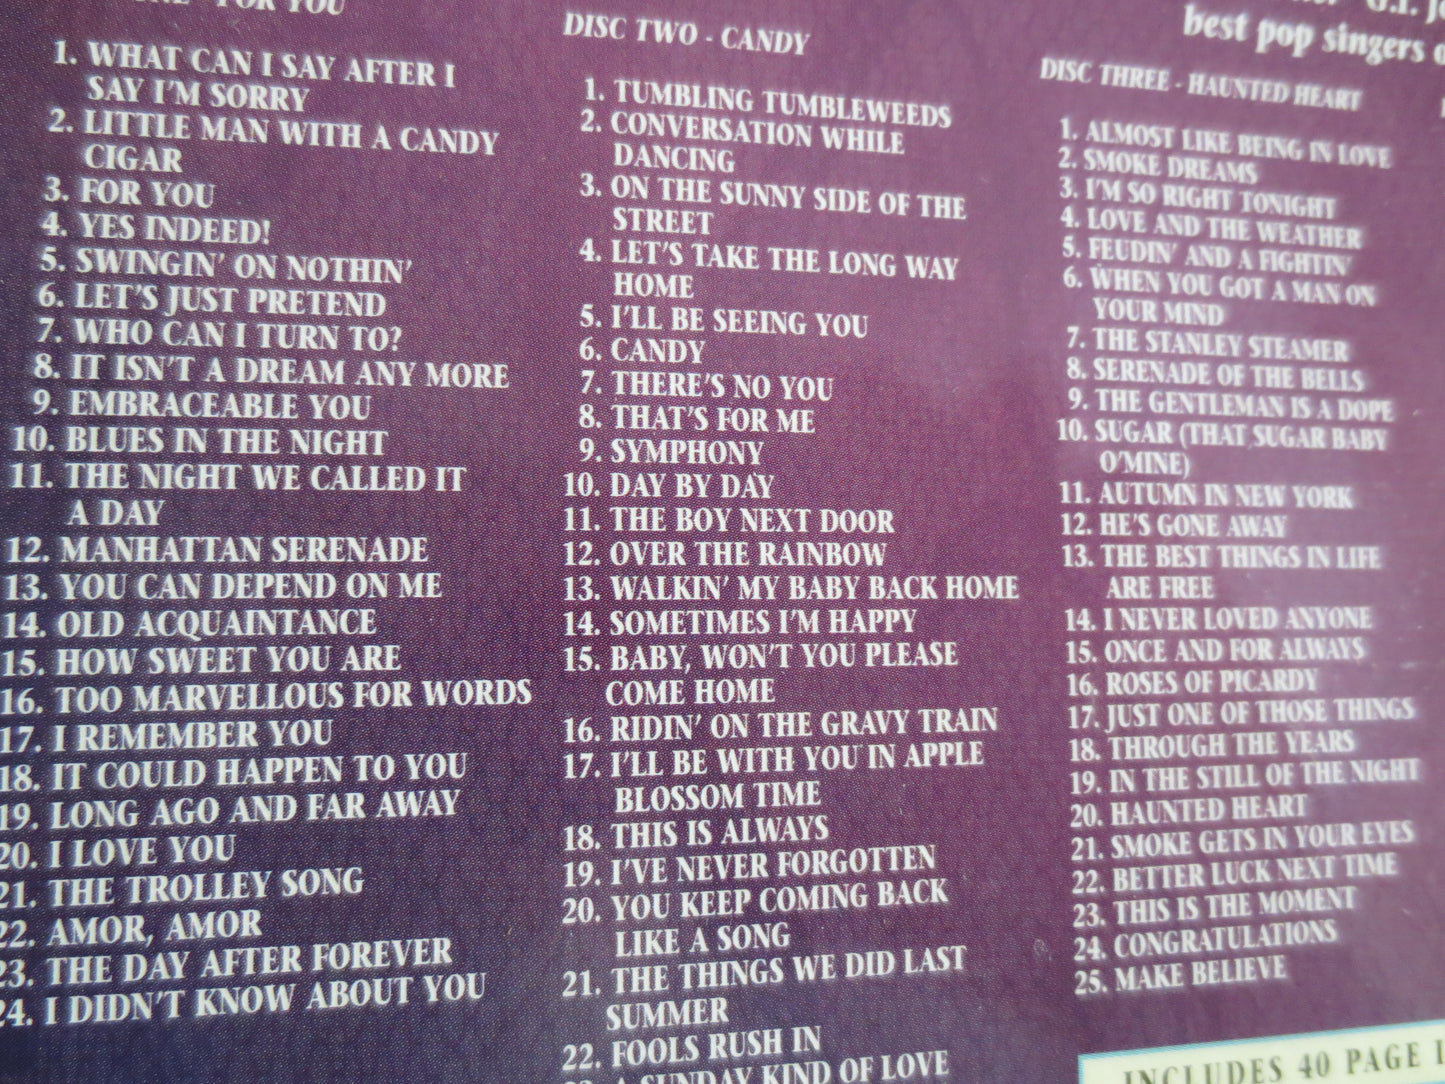 FOR YOU
1. WHAT CAN I SAY AFTER I
SAY I'M SORRY
2. LITTLE MAN WITH A CANDY
CIGAR
3. FOR YOU
4. YES INDEED!
5. SWINGIN' ON NOTHIN'
6. LET'S JUST PRETEND
7. WHO CAN I TURN TO?
8. IT ISN'T A DREAM ANY MORE
9. EMBRACEABLE YOU
10. BLUES IN THE NIGHT
11. THE NIGHT WE CALLED IT
A DAY
12. MANHATTAN SERENADE
13. YOU CAN DEPEND ON ME
14. OLD ACQUAINTANCE
15. HOW SWEET YOU ARE
16. TOO MARVELLOUS FOR WORDS
17. I REMEMBER YOU
18. IT COULD HAPPEN TO YOU
19. LONG AGO AND FAR AWAY
20. I LOVE YOU
21. THE TROLLEY SONG
22. AMOR, AMOR
23. THE DAY AFTER FOREVER
24. I DIDN'T KNOW ABOUT YOU
DISC TWO - CANDY
1. TUMBLING TUMBLEWEEDS
2. CONVERSATION WHILE
DANCING
3. ON THE SUNNY SIDE OF THE
STREET
4. LET'S TAKE THE LONG WAY
HOME
5. I'LL BE SEEING YOU
6. CANDY
7. THERE'S NO YOU
8. THAT'S FOR ME
9. SYMPHONY
10. DAY BY DAY
11. THE BOY NEXT DOOR
12. OVER THE RAINBOW
13. WALKIN' MY BABY BACK HOME
14. SOMETIMES I'M HAPPY
15. BABY, WON'T YOU PLEASE
COME HOME
16. RIDIN' ON THE GRAVY TRAIN
17. I'LL BE WITH YOU IN APPLE
BLOSSOM TIME
18. THIS IS ALWAYS
19. I'VE NEVER FORGOTTEN
20. YOU KEEP COMING BACK
LIKE A SONG
21. THE THINGS WE DID LAST
SUMMER
22. FOOLS RUSH IN
23. A SUNDAY KIND OF LOVE
G.I.
best pop singers
DISC THREE - HAUNTED HEART
1. ALMOST LIKE BEING IN LOVE
2. SMOKE DREAMS
3. I'M SO RIGHT TONIGHT
4. LOVE AND THE WEATHER
5. FEUDIN' AND A FIGHTIN'
6. WHEN YOU GOT A MAN ON
YOUR MIND
7. THE STANLEY STEAMER
8. SERENADE OF THE BELLS
9. THE GENTLEMAN IS A DOPE
10. SUGAR (THAT SUGAR BABY
O'MINE)
11. AUTUMN IN NEW YORK
12. HE'S GONE AWAY
13. THE BEST THINGS IN LIFE
ARE FREE
14. I NEVER LOVED ANYONE
15. ONCE AND FOR ALWAYS
16. ROSES OF PICARDY
17. JUST ONE OF THOSE THINGS
18. THROUGH THE YEARS
19. IN THE STILL OF THE NIGHT
20. HAUNTED HEART
21. SMOKE GETS IN YOUR EYES
22. BETTER LUCK NEXT TIME
23. THIS IS THE MOMENT
24. CONGRATULATIONS
25. MAKE BELIEVE
INCLUDES 40 PAGE